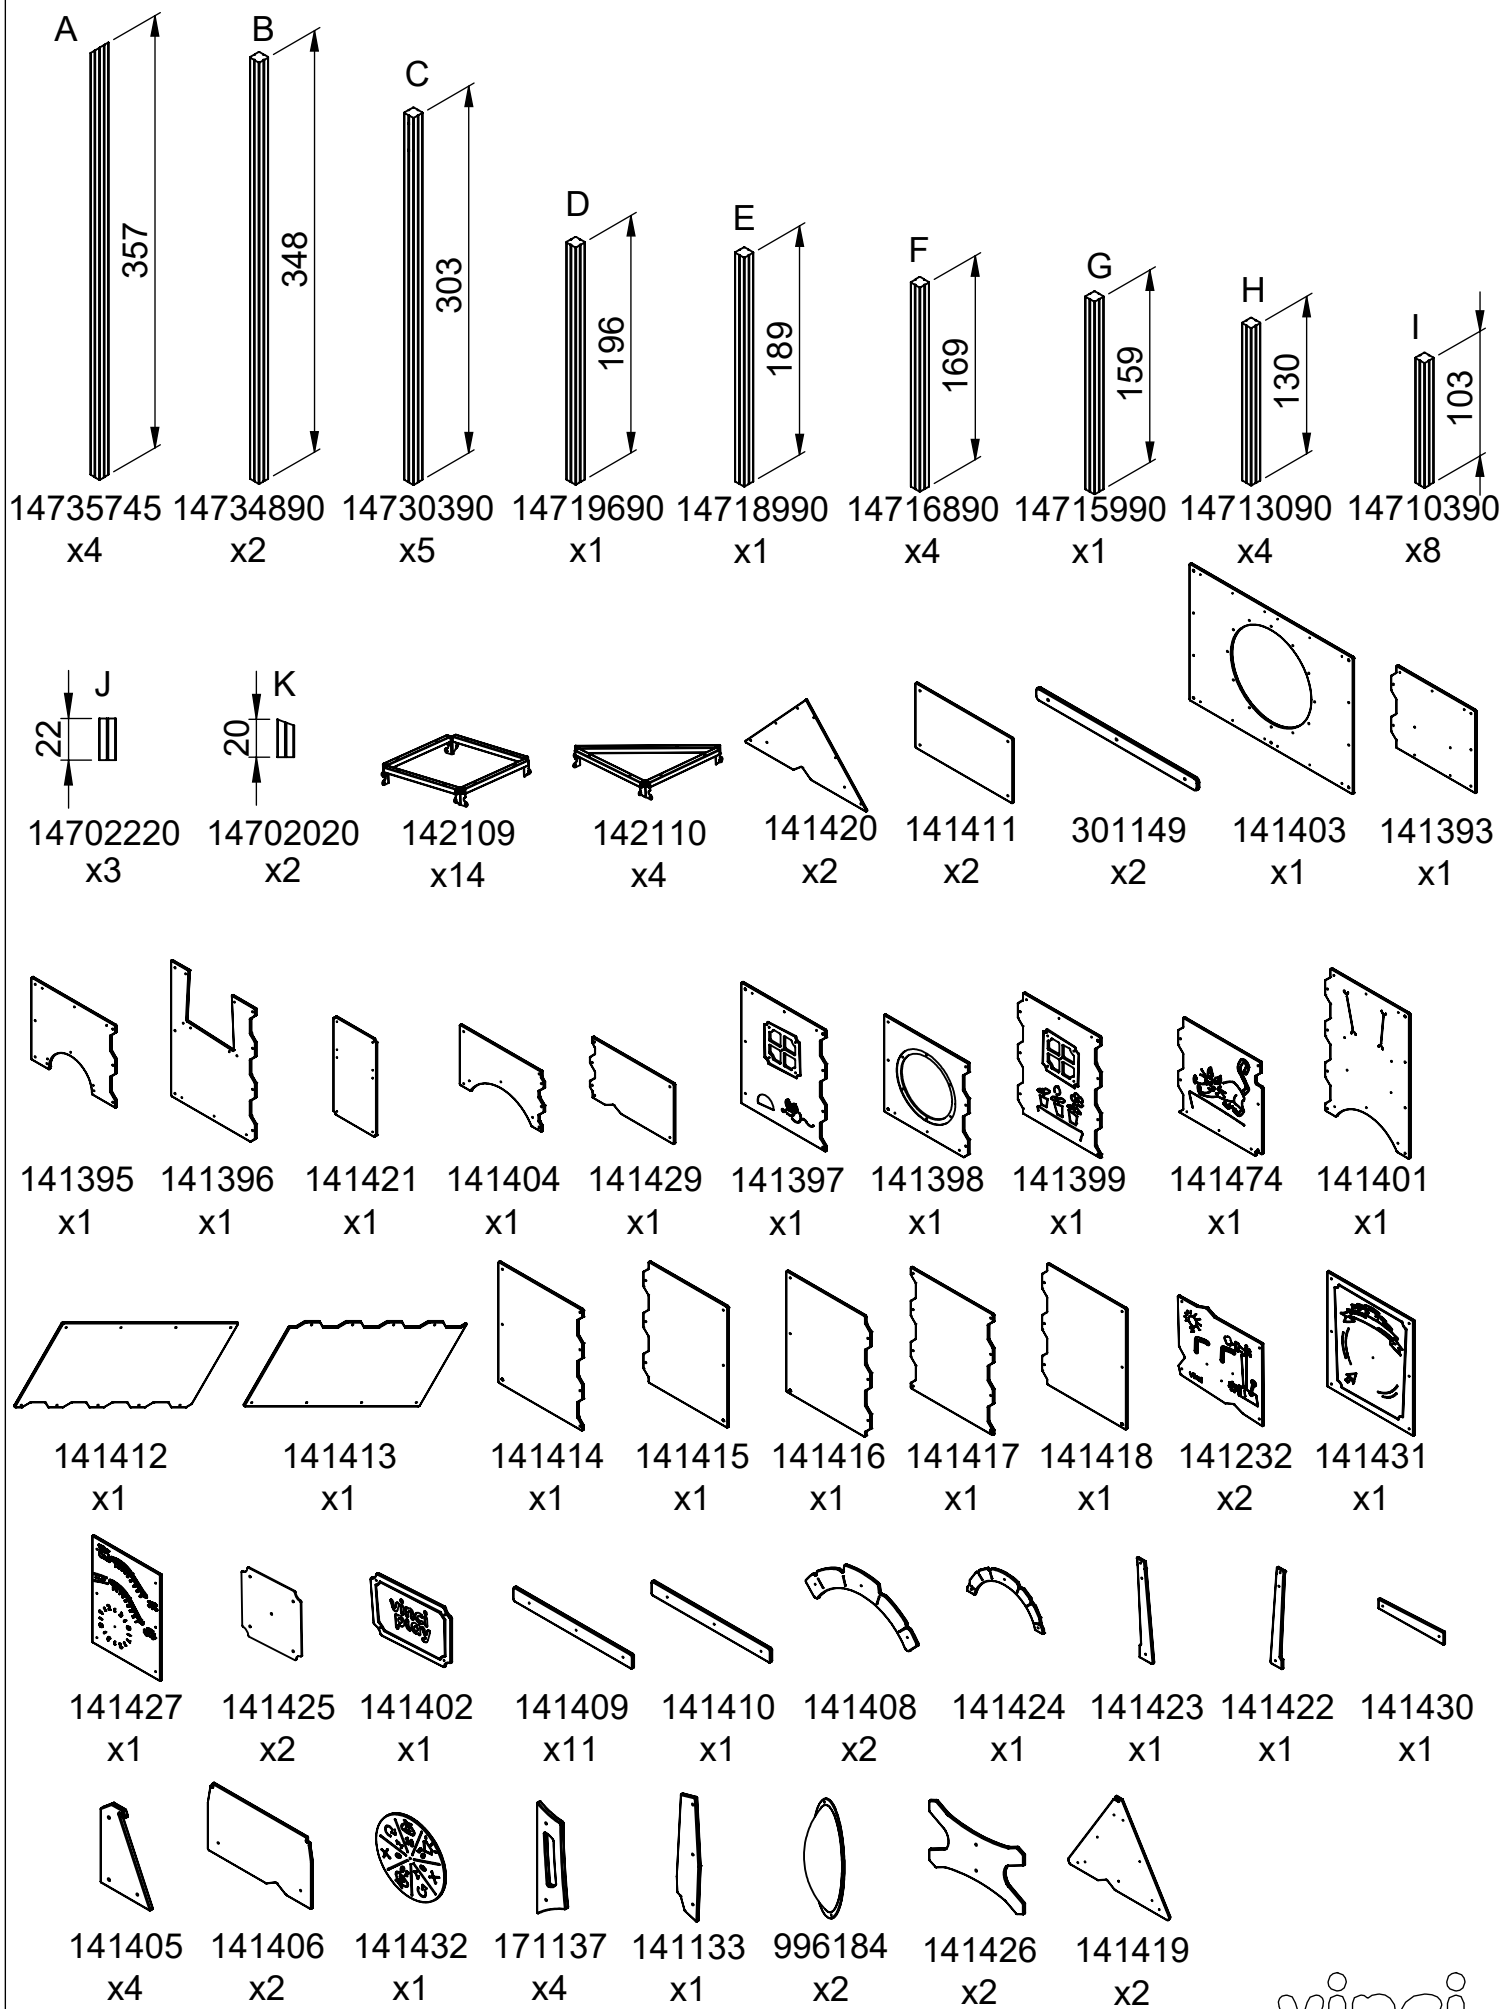 A B C D E F G H I
357 348 303 196 189 169 159 130 103
14735745 14734890 14730390 14719690 14718990 14716890 14715990 14713090 14710390
x4 x2 x5 x1 x1 x4 x1 x4 x8
J K
22 20
14702220 14702020 142109 142110 141420 141411 301149 141403 141393
x3 x2 x14 x4 x2 x2 x2 x1 x1
141395 141396 141421 141404 141429 141397 141398 141399 141474 141401
x1 x1 x1 x1 x1 x1 x1 x1 x1 x1
vinci
141412 141413 141414 141415 141416 141417 141418 141232 141431
x1 x1 x1 x1 x1 x1 x1 x2 x1
vinci
play
141427 141425 141402 141409 141410 141408 141424 141423 141422 141430
x1 x2 x1 x11 x1 x2 x1 x1 x1 x1
141405 141406 141432 171137 141133 996184 141426 141419
x4 x2 x1 x4 x1 x2 x2 x2
vinci